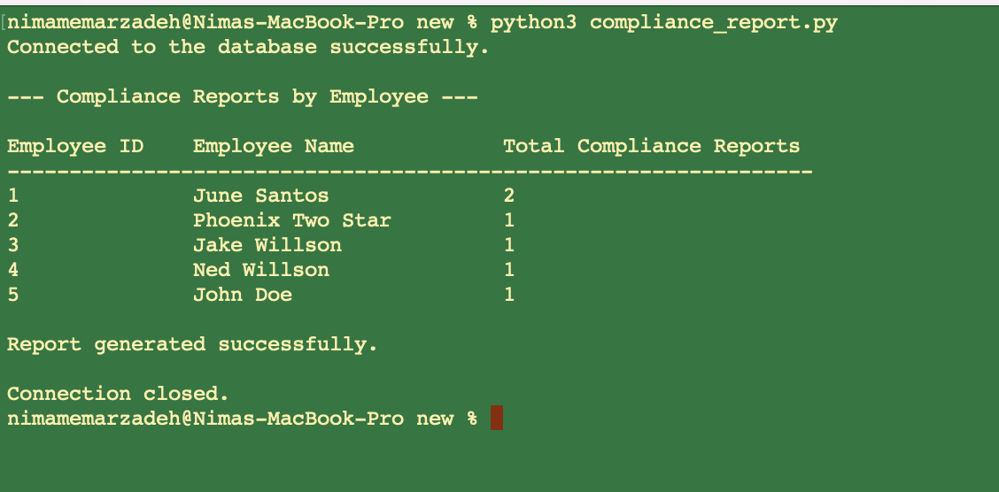 [nimamemarzadeh@Nimas-MacBook-Pro new % python3 compliance_report.py
Connected to the database successfully.
--- Compliance Reports by Employee ---
Employee ID    Employee Name            Total Compliance Reports
-----------------------------------------------------------------
1              June Santos              2
2              Phoenix Two Star         1
3              Jake Willson             1
4              Ned Willson              1
5              John Doe                 1
Report generated successfully.
Connection closed.
nimamemarzadeh@Nimas-MacBook-Pro new %